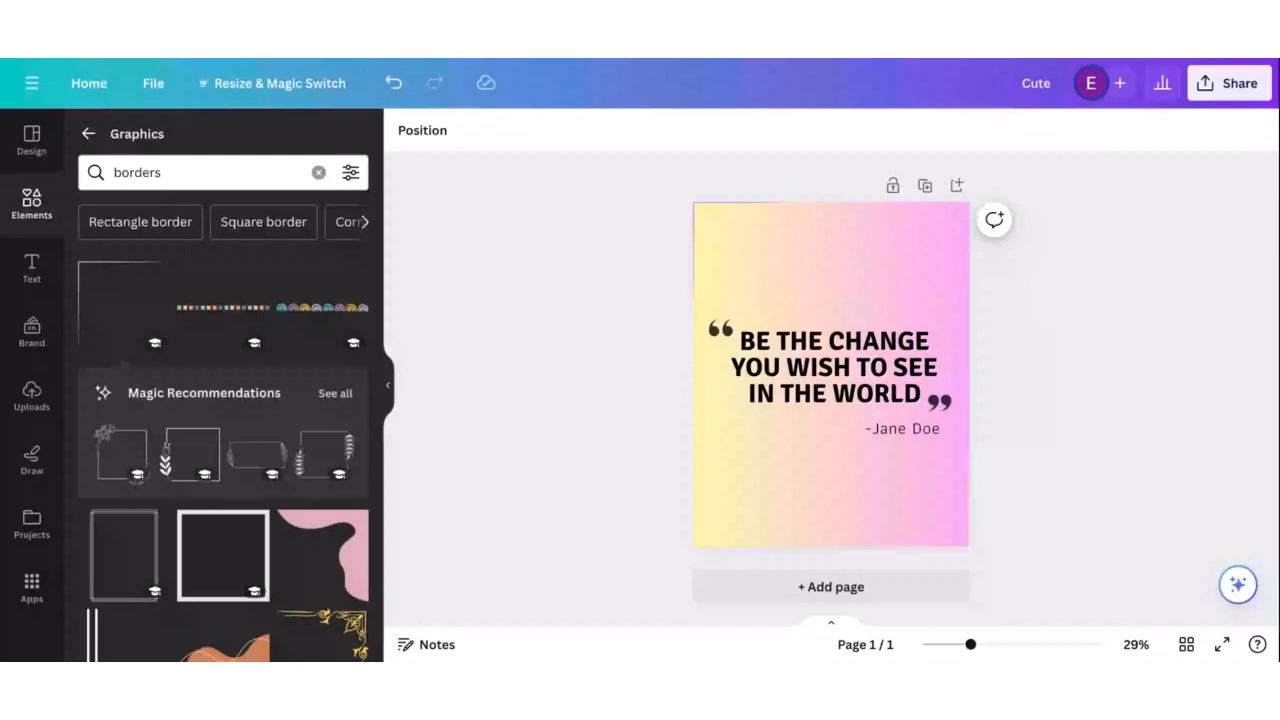 Home
File
Resize & Magic Switch
Cute
E
Share
Design
Elements
Text
Brand
Uploads
Draw
Projects
Apps
Graphics
borders
Rectangle border
Square border
Corr
Magic Recommendations
See all
Position
“ BE THE CHANGE
YOU WISH TO SEE
IN THE WORLD ”
-Jane Doe
+ Add page
Notes
Page 1 / 1
29%